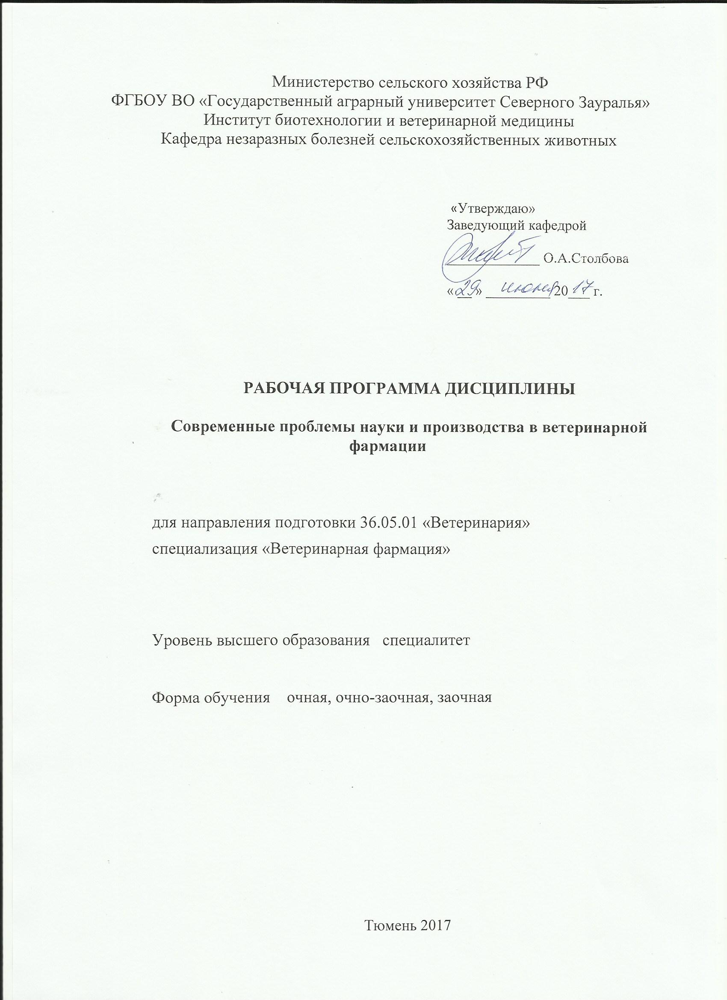 Министерство сельского хозяйства РФ
ФГБОУ ВО «Государственный аграрный университет Северного Зауралья»
Институт биотехнологии и ветеринарной медицины
Кафедра незаразных болезней сельскохозяйственных животных
«Утверждаю»
Заведующий кафедрой
О.А.Столбова
«29» июня 2017 г.
РАБОЧАЯ ПРОГРАММА ДИСЦИПЛИНЫ
Современные проблемы науки и производства в ветеринарной
фармации
для направления подготовки 36.05.01 «Ветеринария»
специализация «Ветеринарная фармация»
Уровень высшего образования специалитет
Форма обучения очная, очно-заочная, заочная
Тюмень 2017